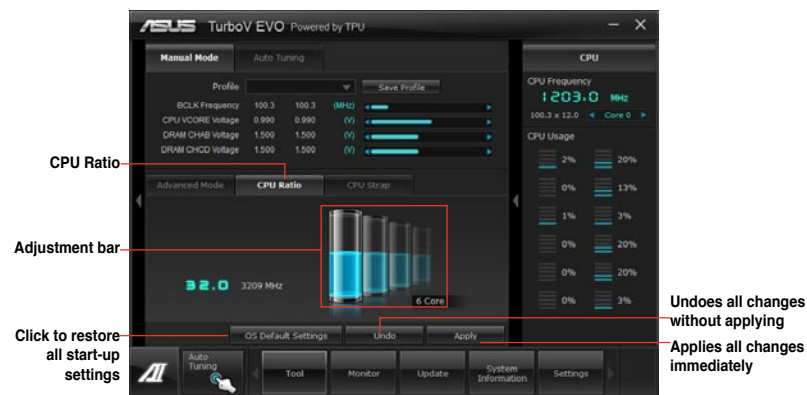 ASUS TurboV EVO Powered by TPU
Manual Mode
Auto Tuning
Profile
Save Profile
BCLK Frequency 100.3 100.3 (MHz)
CPU VCORE Voltage 0.990 0.990 (V)
DRAM CHAB Voltage 1.500 1.500 (V)
DRAM CHCD Voltage 1.500 1.500 (V)
CPU Ratio
Advanced Mode
CPU Ratio
CPU Strap
Adjustment bar
32.0 3209 MHz
6 Core
Click to restore
all start-up
settings
OS Default Settings
Undo
Apply
Auto
Tuning
Tool
Monitor
Update
System
Information
Settings
CPU
CPU Frequency
1203.0 MHz
100.3 x 12.0 Core 0
CPU Usage
2% 20%
0% 13%
1% 3%
0% 20%
0% 20%
0% 3%
Undoes all changes
without applying
Applies all changes
immediately